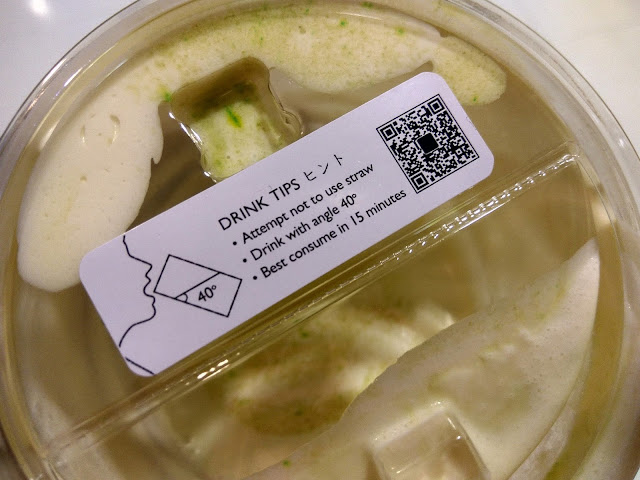 DRINK TIPS ヒント
• Attempt not to use straw
• Drink with angle 40°
• Best consume in 15 minutes
40°